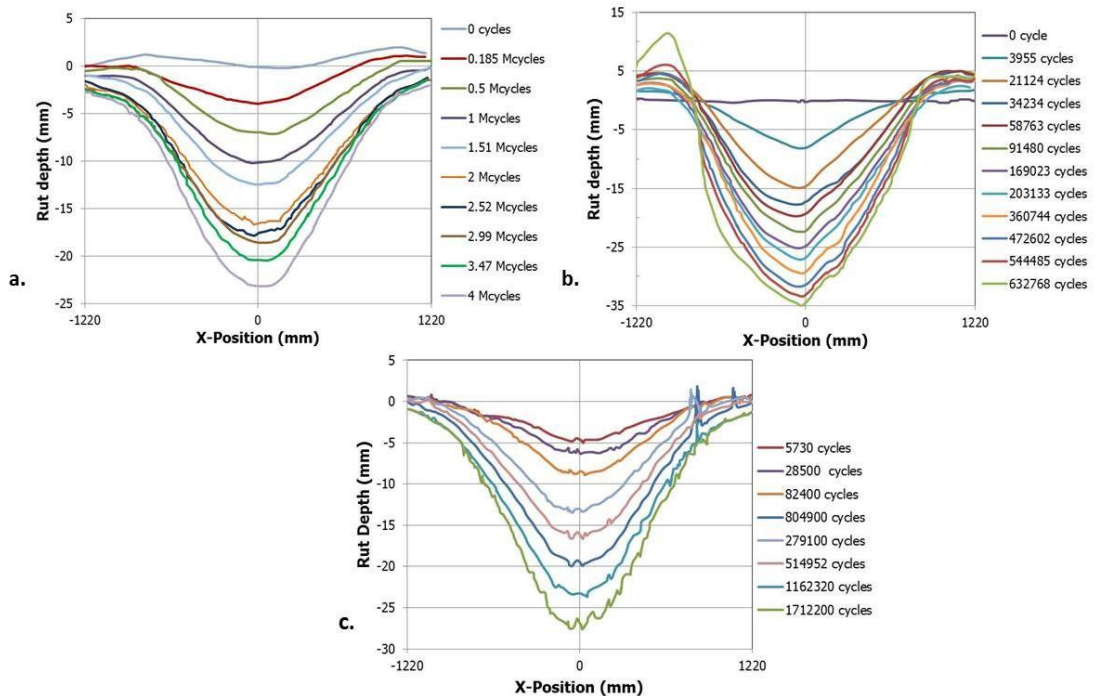 5
0
-5
-10
-15
-20
-25
Rut depth (mm)
-1220
0
1220
X-Position (mm)
0 cycles
0.185 Mcycles
0.5 Mcycles
1 Mcycles
1.51 Mcycles
2 Mcycles
2.52 Mcycles
2.99 Mcycles
3.47 Mcycles
4 Mcycles
a.
15
5
-5
-15
-25
-35
Rut depth (mm)
-1220
0
1220
X-Position (mm)
0 cycle
3955 cycles
21124 cycles
34234 cycles
58763 cycles
91480 cycles
169023 cycles
203133 cycles
360744 cycles
472602 cycles
544485 cycles
632768 cycles
b.
5
0
-5
-10
-15
-20
-25
-30
Rut Depth (mm)
-1220
0
1220
X-Position (mm)
5730 cycles
28500 cycles
82400 cycles
804900 cycles
279100 cycles
514952 cycles
1162320 cycles
1712200 cycles
c.